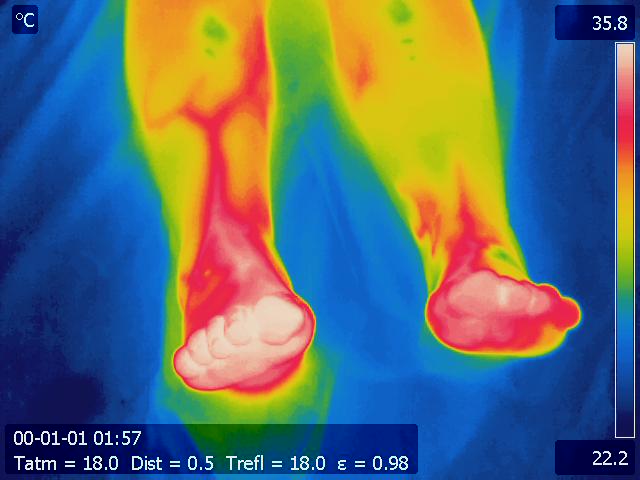 °C
35.8
00-01-01 01:57
Tatm = 18.0 Dist = 0.5 Trefl = 18.0 ε = 0.98
22.2